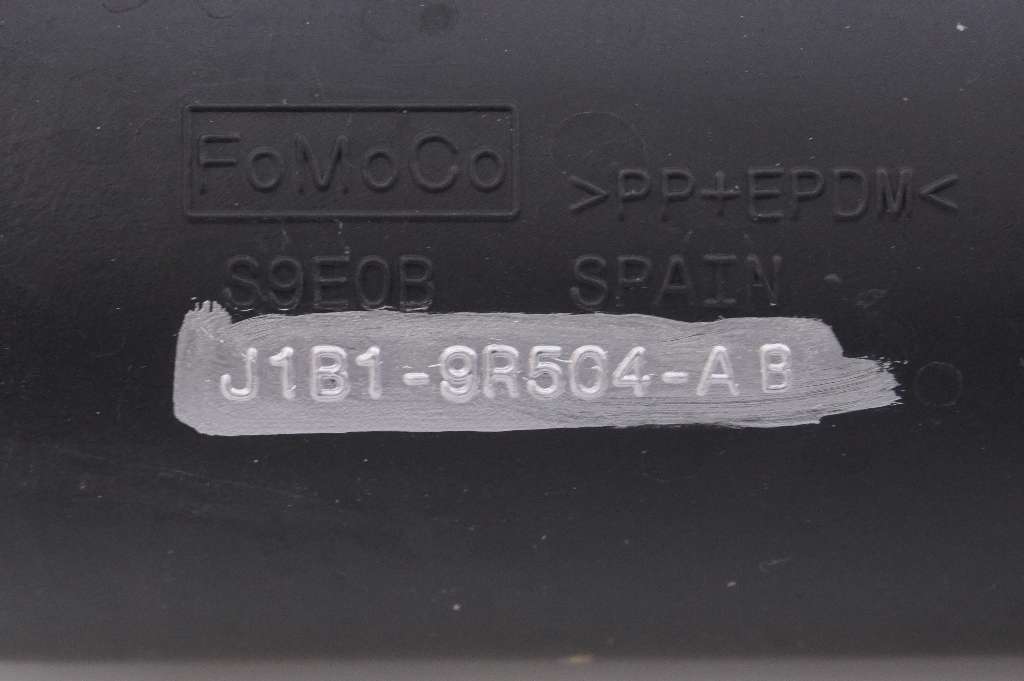 FoMoCo
>PP+EPDM<
S9E0B SPAIN
J1B1-9R504-AB